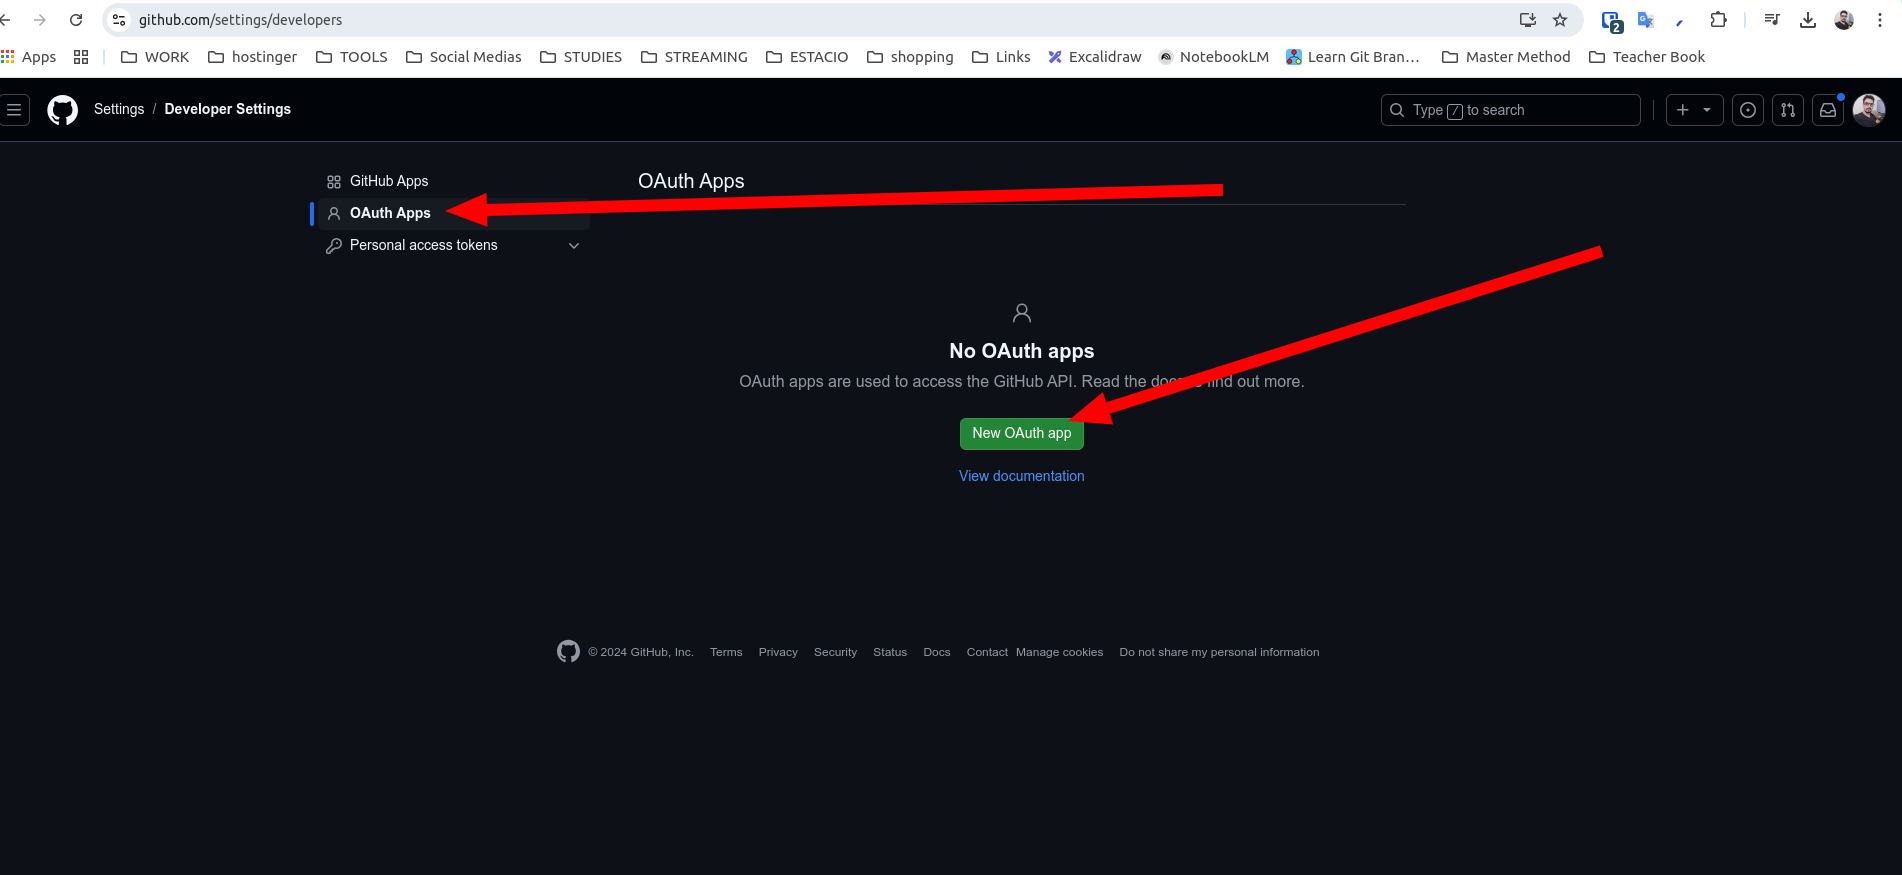 github.com/settings/developers
2
Apps WORK hostinger TOOLS Social Medias STUDIES STREAMING ESTACIO shopping Links Excalidraw NotebookLM Learn Git Bran... Master Method Teacher Book
Settings / Developer Settings
Type / to search
GitHub Apps
OAuth Apps
Personal access tokens
OAuth Apps
No OAuth apps
OAuth apps are used to access the GitHub API. Read the docs find out more.
New OAuth app
View documentation
© 2024 GitHub, Inc. Terms Privacy Security Status Docs Contact Manage cookies Do not share my personal information